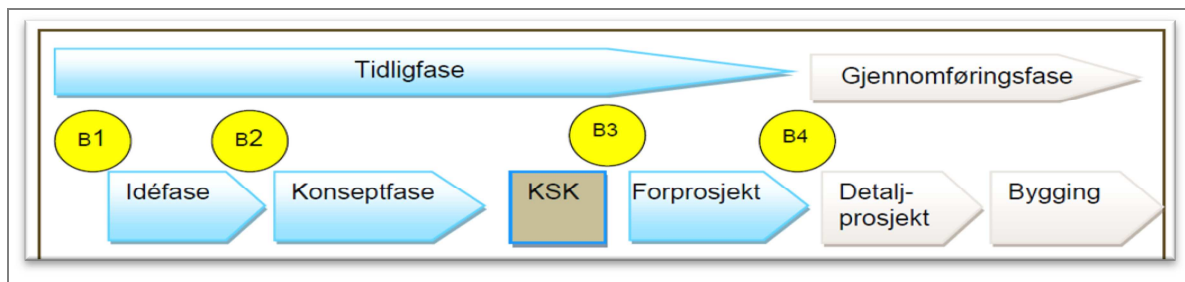 Tidligfase
Gjennomføringsfase
B1
B2
B3
B4
Idéfase
Konseptfase
KSK
Forprosjekt
Detalj-
prosjekt
Bygging